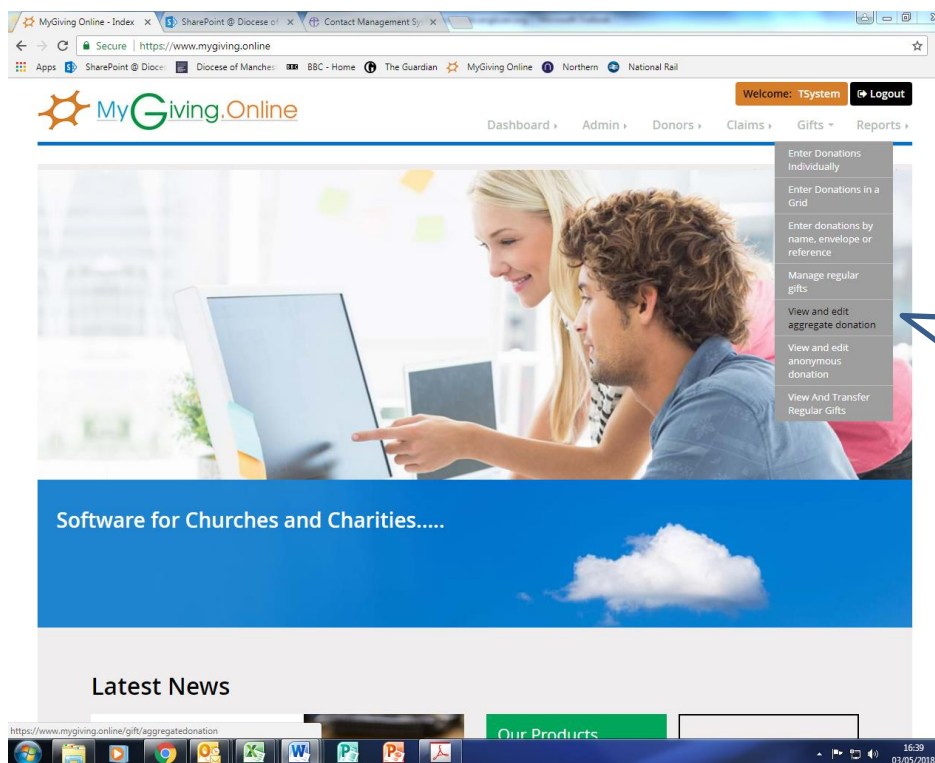 MyGiving Online - Index
SharePoint @ Diocese of
Contact Management Sys
Secure | https://www.mygiving.online
Apps
SharePoint @ Dioces
Diocese of Manches
BBC - Home
The Guardian
MyGiving Online
Northern
National Rail
Welcome: TSystem
Logout
MyGiving.Online
Dashboard
Admin
Donors
Claims
Gifts
Reports
Enter Donations
Individually
Enter Donations in a
Grid
Enter donations by
name, envelope or
reference
Manage regular
gifts
View and edit
aggregate donation
View and edit
anonymous
donation
View And Transfer
Regular Gifts
Software for Churches and Charities.....
Latest News
Our Products
https://www.mygiving.online/gift/aggregatedonation
16:39
03/05/2018